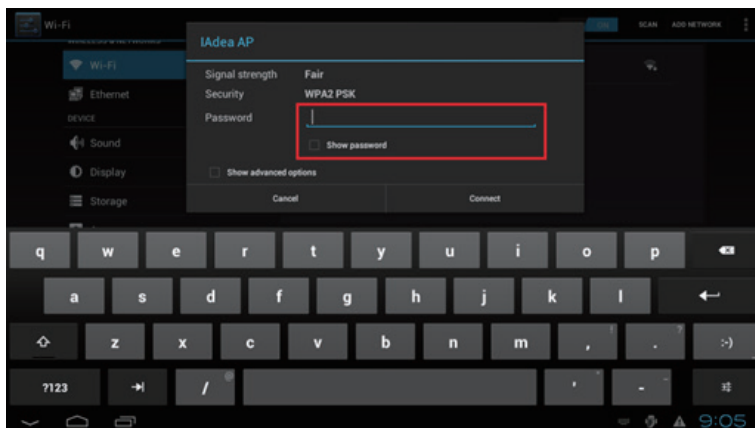 Wi-Fi
ON
SCAN
ADD NETWORK
IAdea AP
Wi-Fi
Signal strength Fair
Security WPA2 PSK
Ethernet
DEVICE
Password
Sound
Show password
Display
Show advanced options
Storage
Cancel
Connect
q w e r t y u i o p
a s d f g h j k l
z x c v b n m , ! . ? :-)
?123 / @ ' - _
9:05